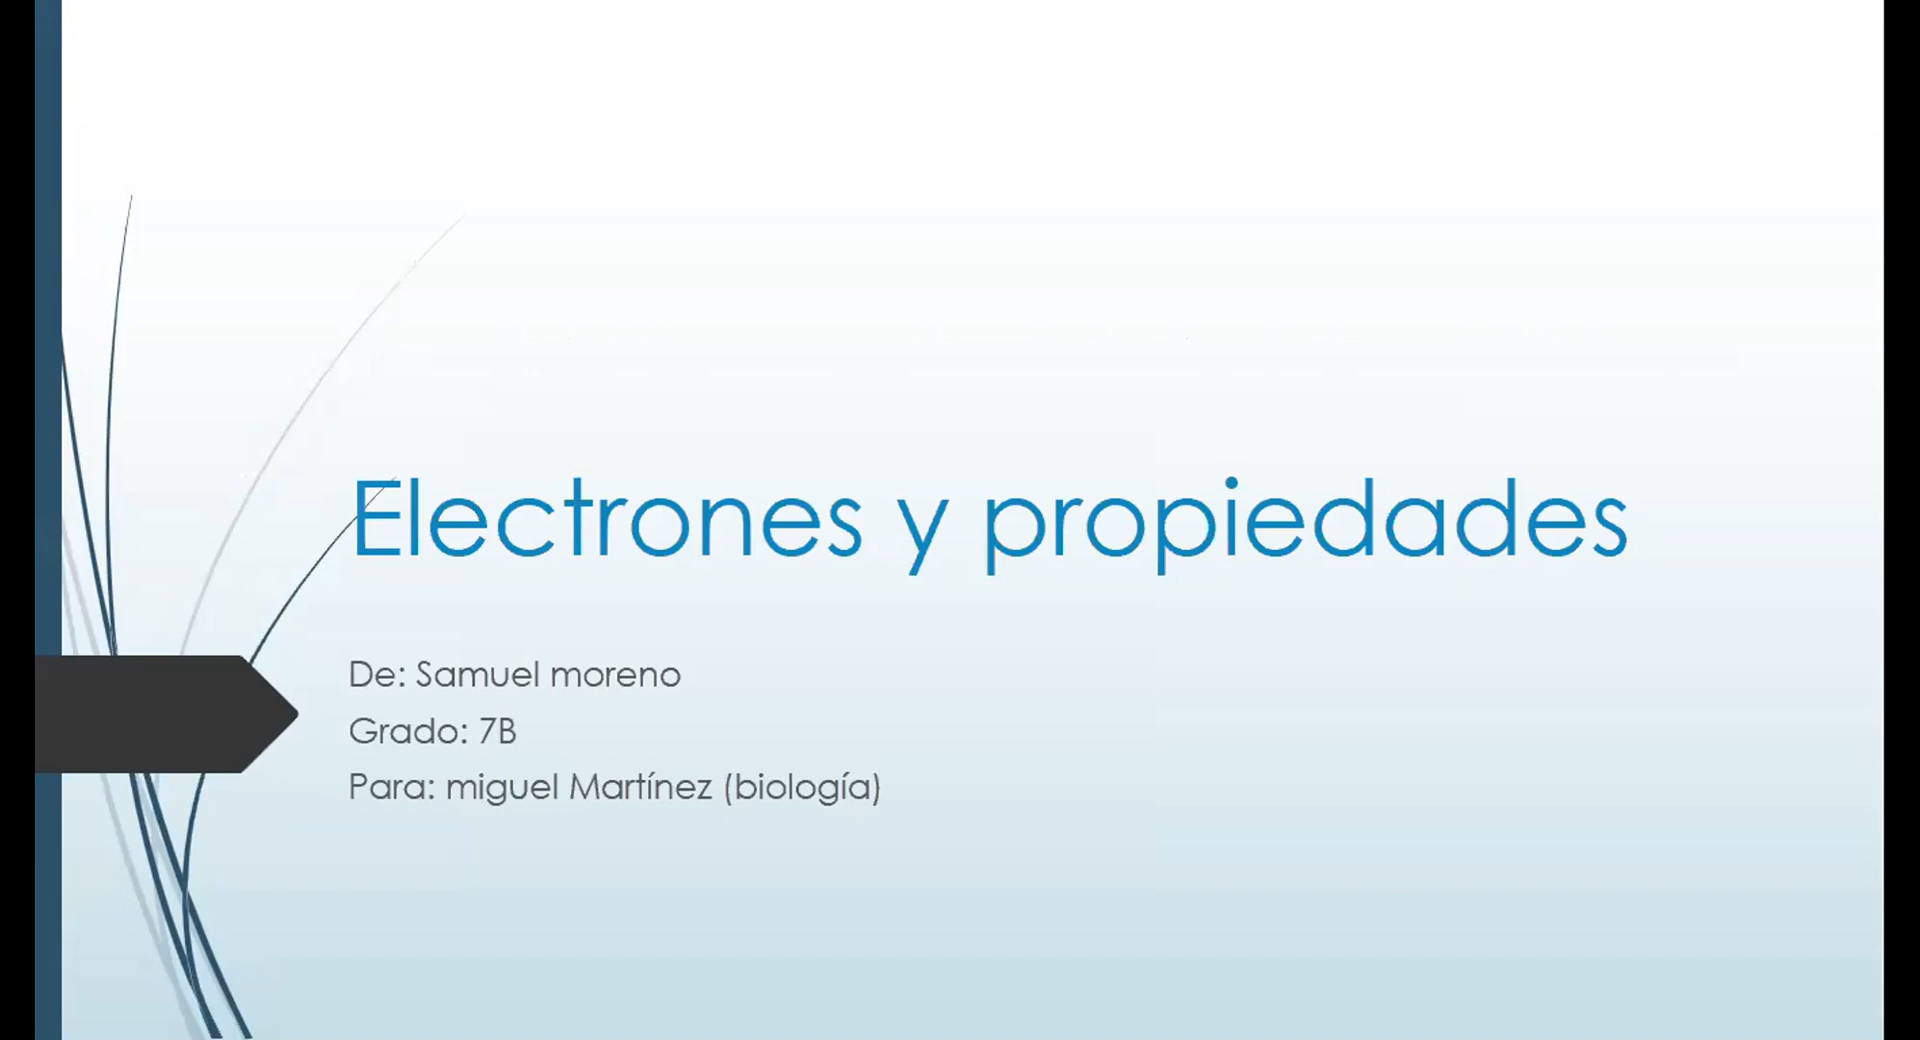 Electrones y propiedades
De: Samuel moreno
Grado: 7B
Para: miguel Martínez (biología)